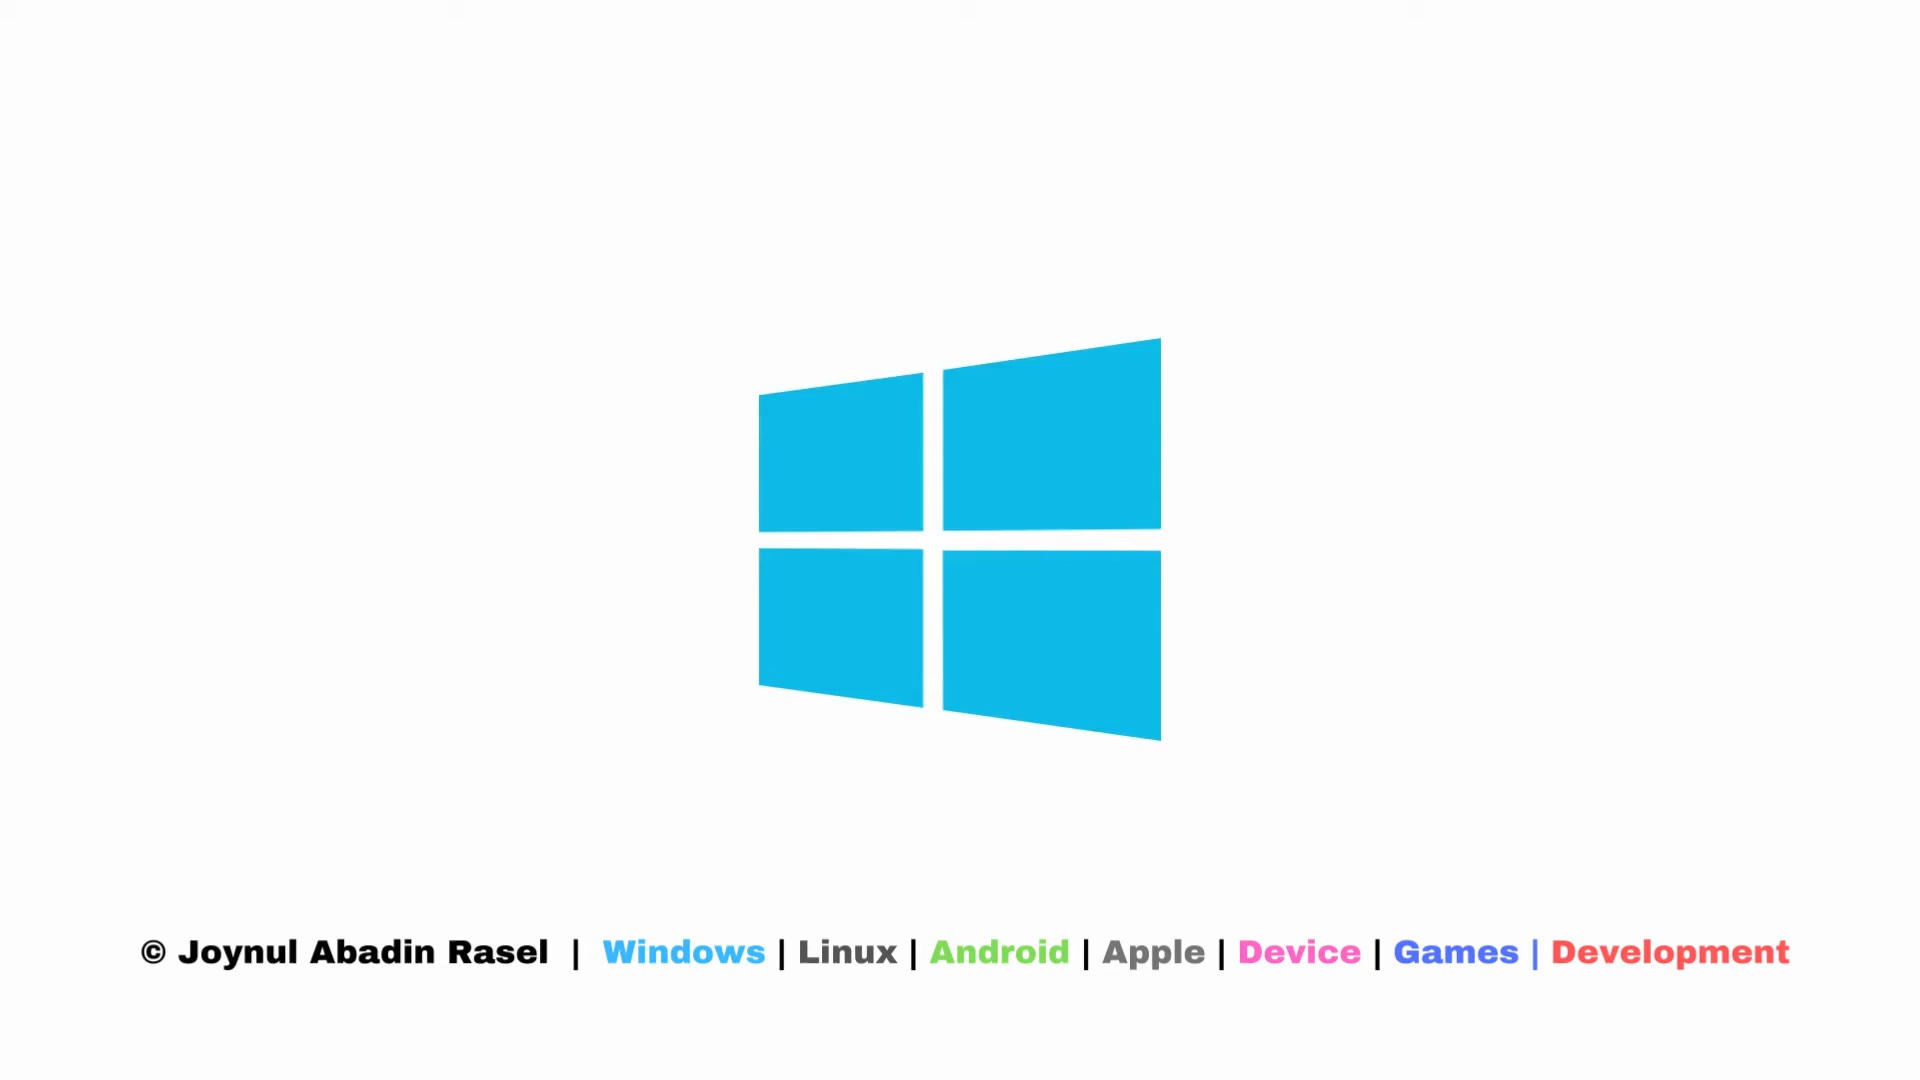 © Joynul Abadin Rasel | Windows | Linux | Android | Apple | Device | Games | Development